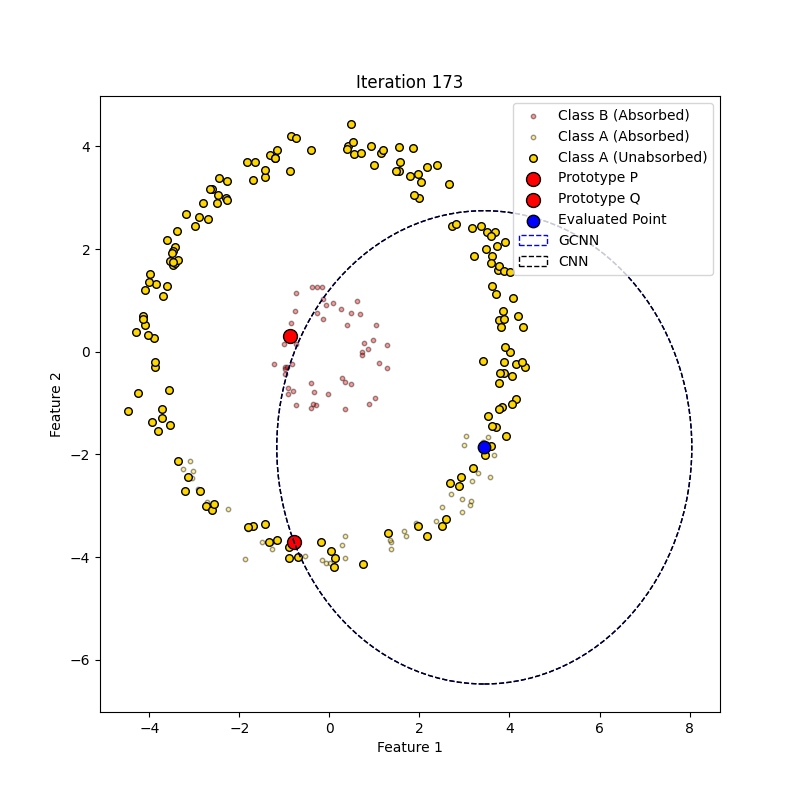 Iteration 173
Class B (Absorbed)
Class A (Absorbed)
Class A (Unabsorbed)
Prototype P
Prototype Q
Evaluated Point
GCNN
CNN
Feature 2
4
2
0
−2
−4
−6
−4
−2
0
2
4
6
8
Feature 1